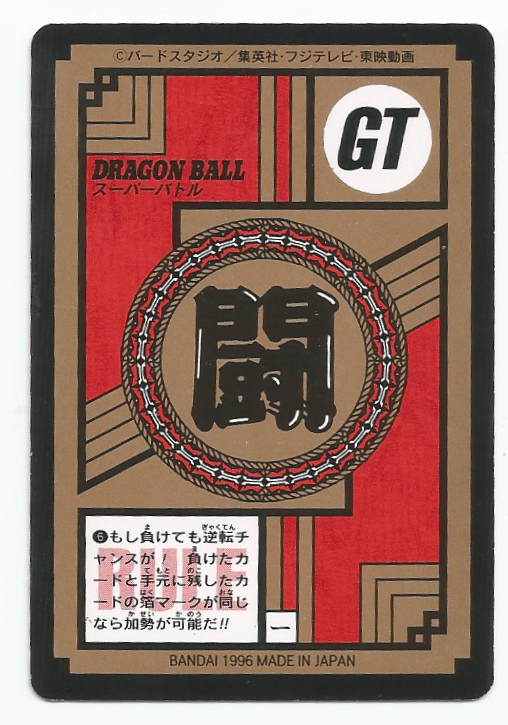 ©バードスタジオ／集英社・フジテレビ・東映動画
GT
DRAGON BALL
スーパーバトル
闘
❻もし負けても逆転チ
ャンスが！ 負けたカ
ードと手元に残したカ
ードの箔マークが同じ
なら加勢が可能だ!!
RULE
一
BANDAI 1996 MADE IN JAPAN